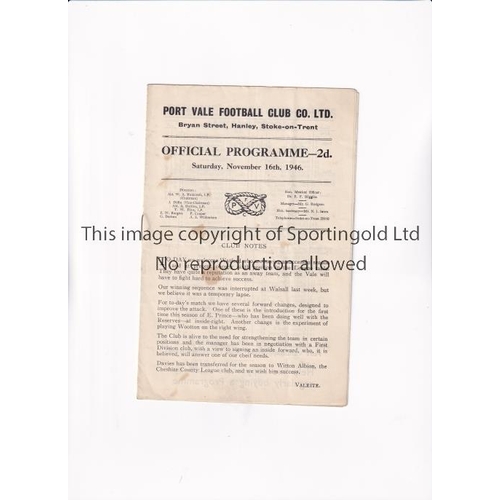 PORT VALE FOOTBALL CLUB CO. LTD.
Bryan Street, Hanley, Stoke-on-Trent
OFFICIAL PROGRAMME—2d.
Saturday, November 16th, 1946.
P V
This image is copyright of Sportingold Ltd
CLUB NOTES
No reproduction allowed
They have quite a reputation as an away team, and the Vale will
have to fight hard to achieve success.
Our winning sequence was interrupted at Walsall last week, but
we believe it was a temporary lapse.
For to-day's match we have several forward changes, designed to
improve the attack. One of these is the introduction for the first
time this season of E. Prince—who has been doing well with the
Reserves—at inside right. Another change is the experiment of
playing Wootton on the right wing.
The Club is alive to the need for strengthening the team in certain
positions and the manager has been in negotiation with a First
Division club, with a view to signing an inside forward, who, it is
believed, will answer one of our chief needs.
Davies has been transferred for the season to Witton Albion, the
Cheshire County League club, and we wish him success.
VALEITE.